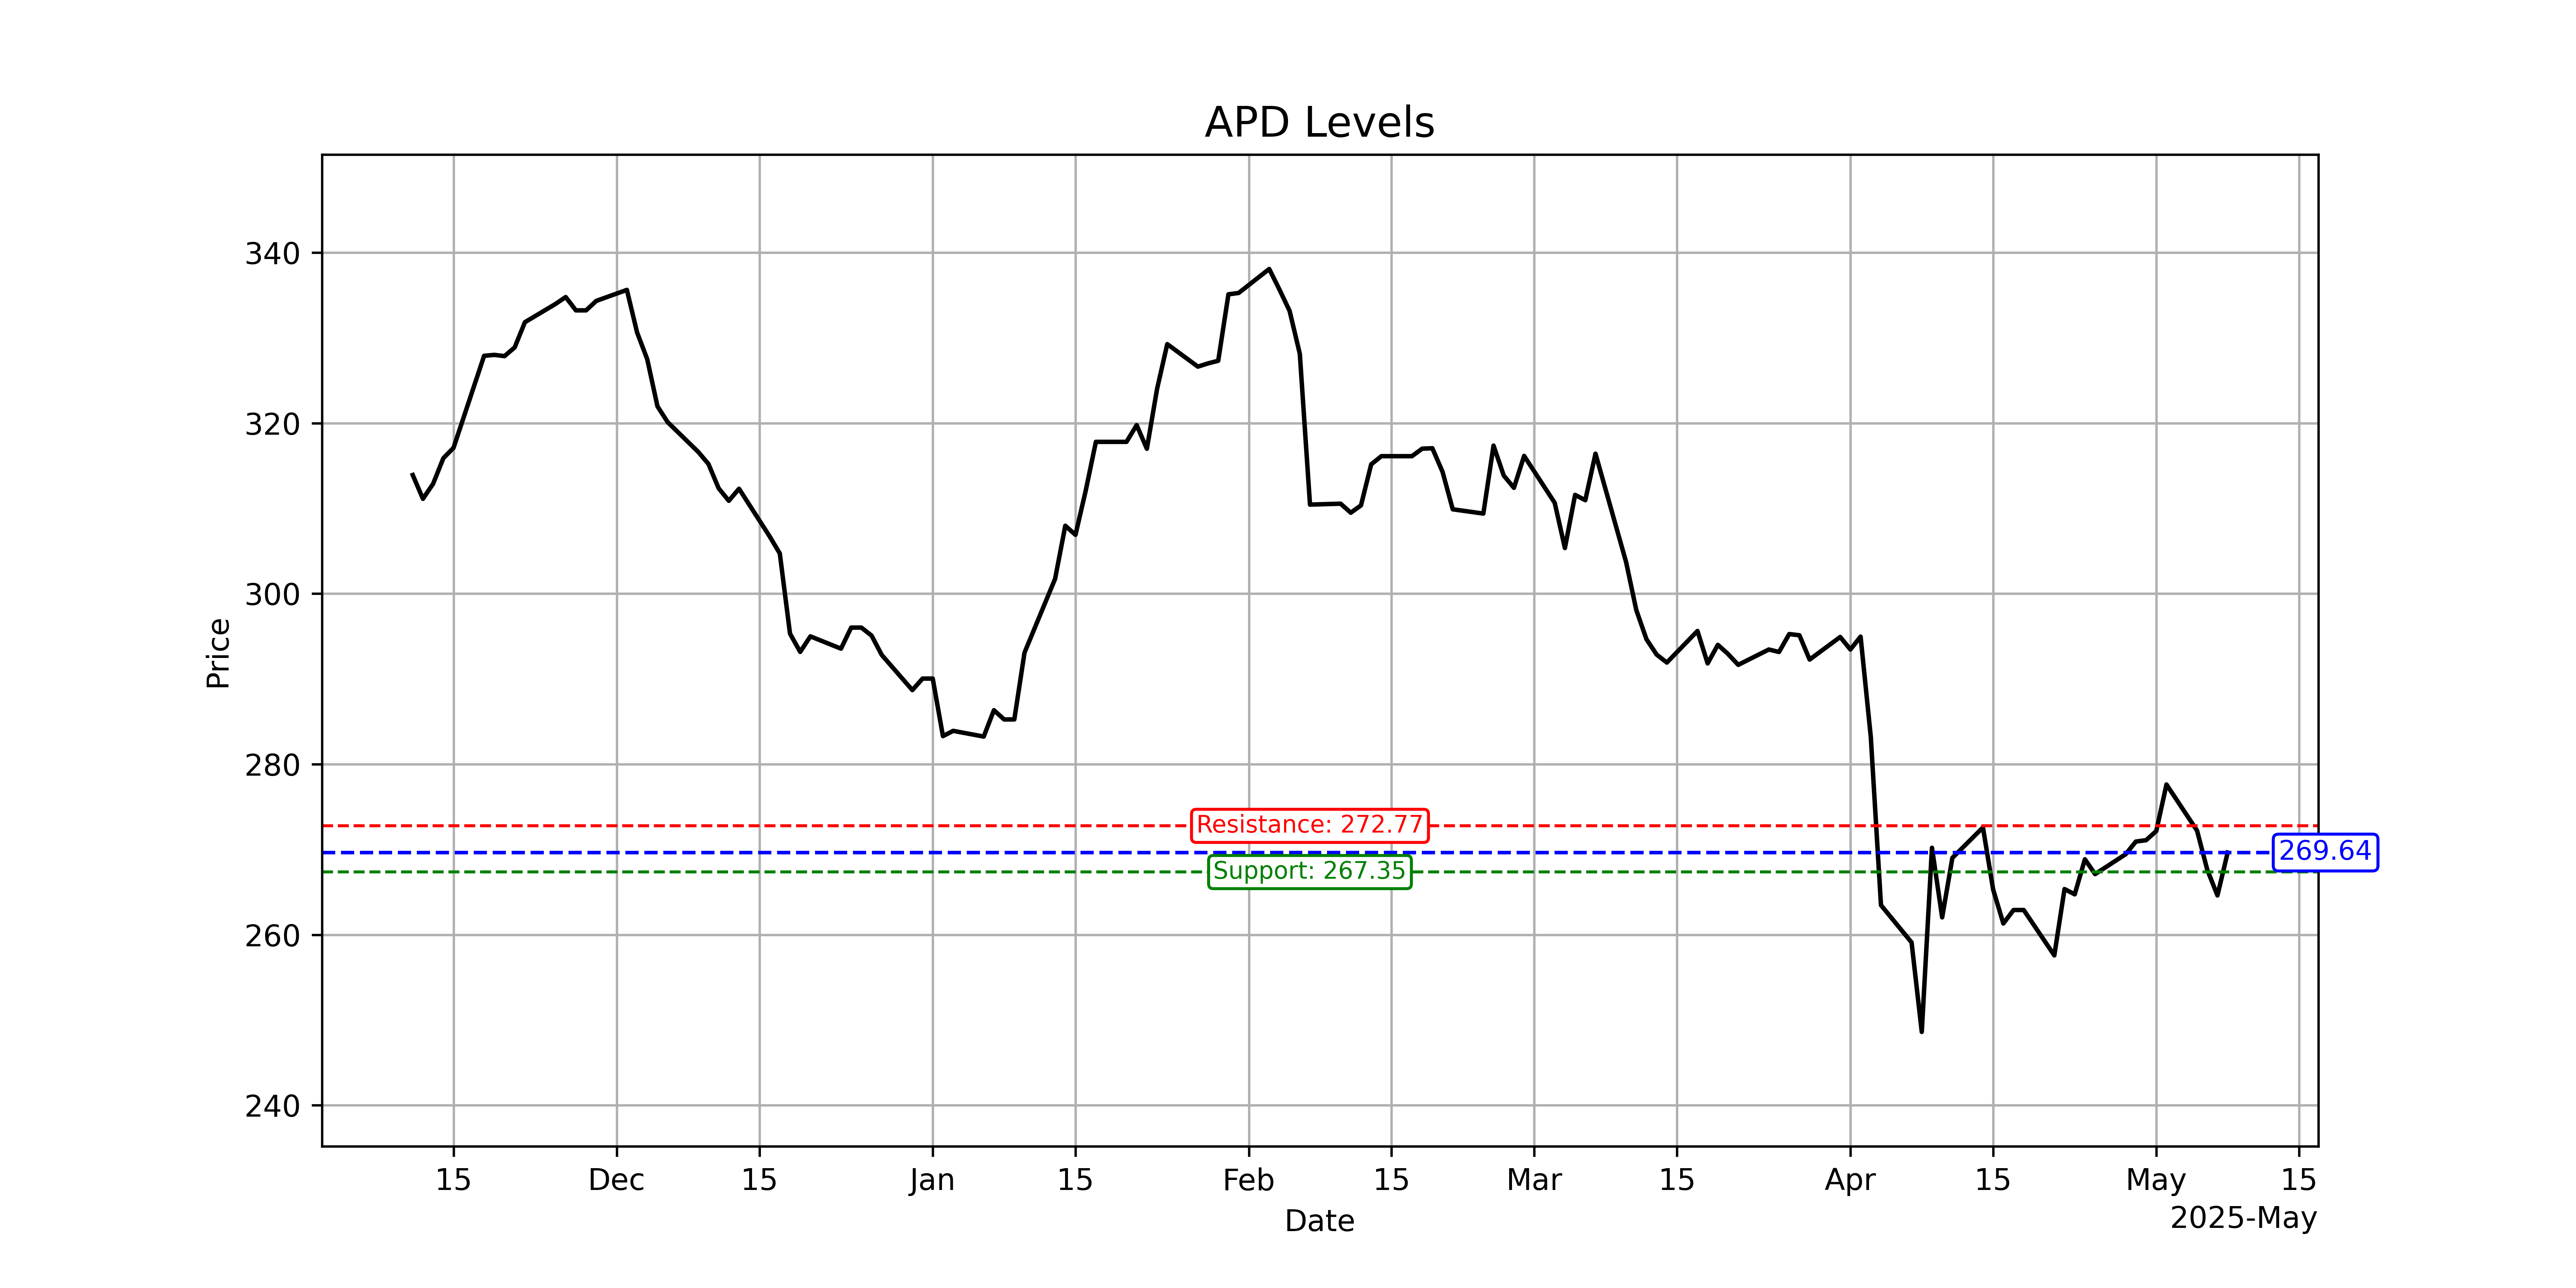 APD Levels
Price
340
320
300
280
260
240
Resistance: 272.77
269.64
Support: 267.35
15
Dec
15
Jan
15
Feb
15
Mar
15
Apr
15
May
15
Date
2025-May